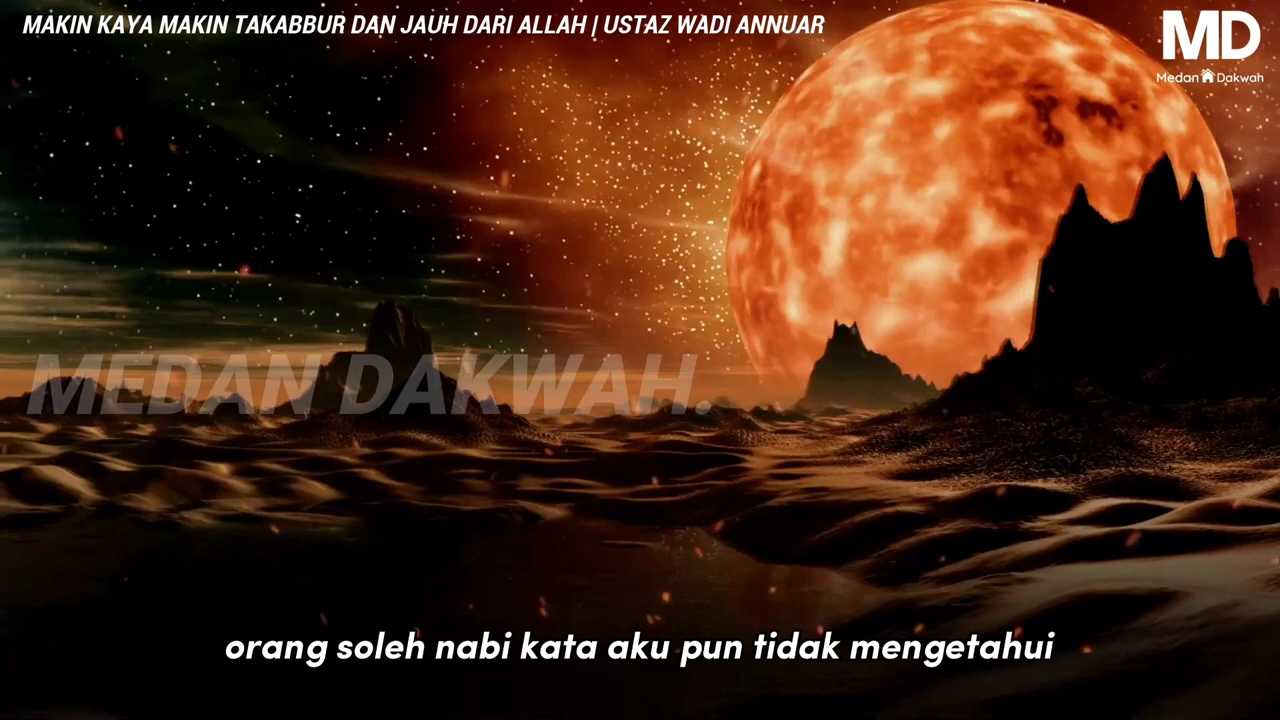 MAKIN KAYA MAKIN TAKABBUR DAN JAUH DARI ALLAH | USTAZ WADI ANNUAR
MD
Medan Dakwah
MEDAN DAKWAH.
orang soleh nabi kata aku pun tidak mengetahui